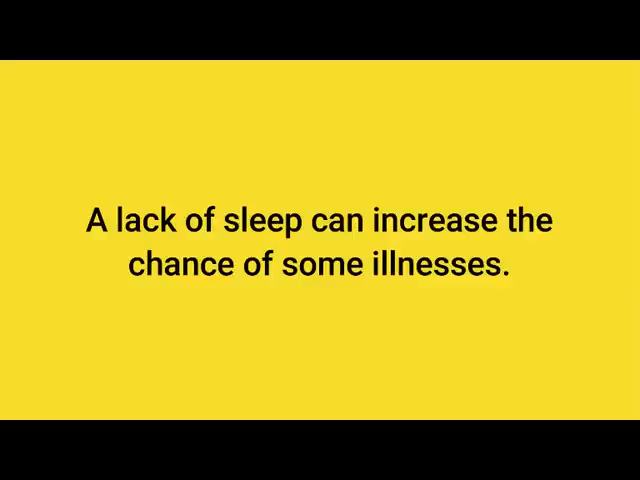 A lack of sleep can increase the
chance of some illnesses.